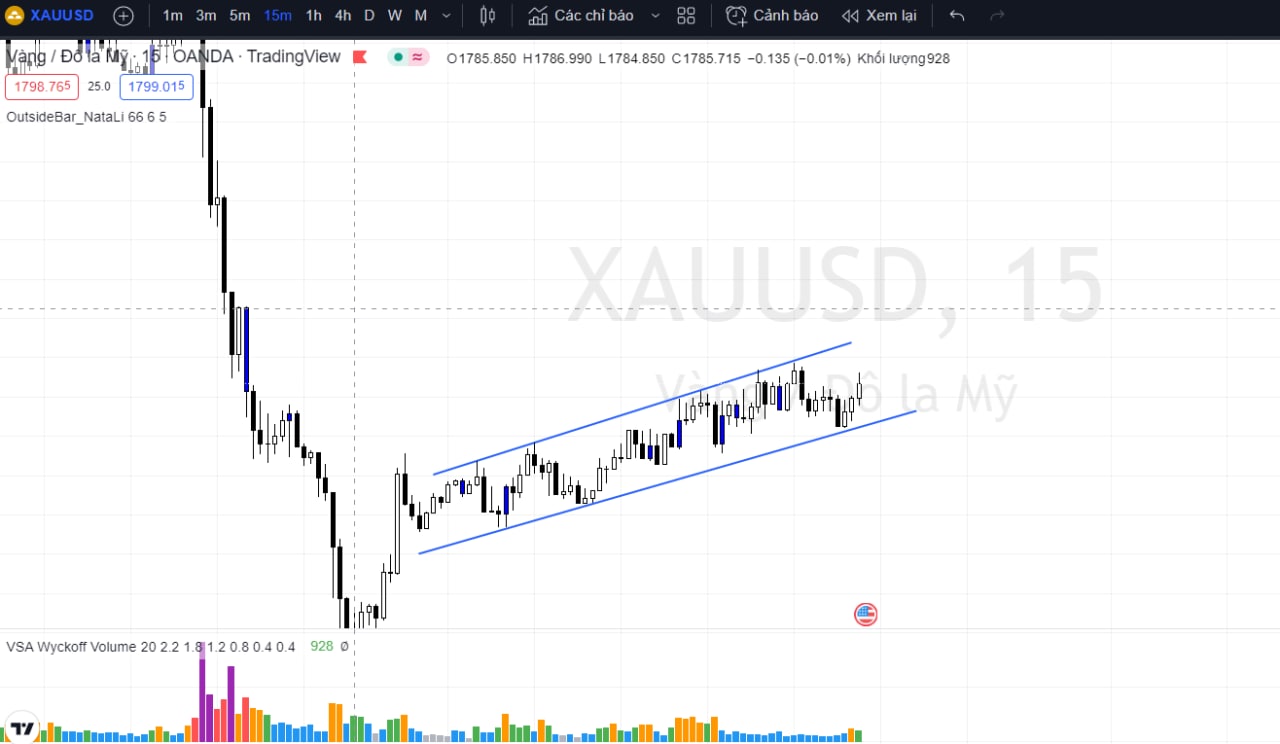 XAUUSD 1m 3m 5m 15m 1h 4h D W M Các chỉ báo Cảnh báo Xem lại
Vàng / Đô la Mỹ · 15 · OANDA · TradingView O1785.850 H1786.990 L1784.850 C1785.715 −0.135 (−0.01%) Khối lượng928
1798.765 25.0 1799.015
OutsideBar_NataLi 66 6 5
XAUUSD, 15
Vàng / Đô la Mỹ
VSA Wyckoff Volume 20 2.2 1.8 1.2 0.8 0.4 0.4 928 Ø